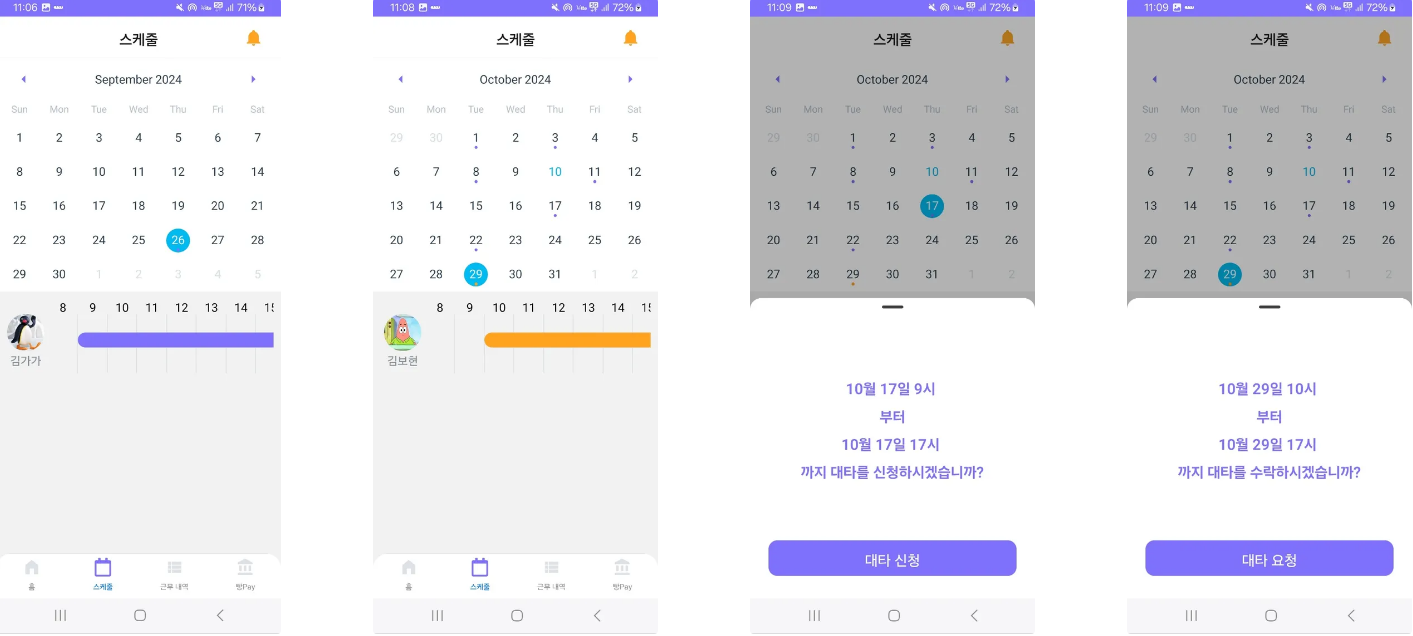 11:06 71%
스케줄
September 2024
Sun Mon Tue Wed Thu Fri Sat
1 2 3 4 5 6 7
8 9 10 11 12 13 14
15 16 17 18 19 20 21
22 23 24 25 26 27 28
29 30 1 2 3 4 5
8 9 10 11 12 13 14 15
김가가
홈 스케줄 근무 내역 빵Pay
11:08 72%
스케줄
October 2024
Sun Mon Tue Wed Thu Fri Sat
29 30 1 2 3 4 5
6 7 8 9 10 11 12
13 14 15 16 17 18 19
20 21 22 23 24 25 26
27 28 29 30 31 1 2
8 9 10 11 12 13 14 15
김보현
홈 스케줄 근무 내역 빵Pay
11:09 72%
스케줄
October 2024
Sun Mon Tue Wed Thu Fri Sat
29 30 1 2 3 4 5
6 7 8 9 10 11 12
13 14 15 16 17 18 19
20 21 22 23 24 25 26
27 28 29 30 31 1 2
10월 17일 9시
부터
10월 17일 17시
까지 대타를 신청하시겠습니까?
대타 신청
11:09 72%
스케줄
October 2024
Sun Mon Tue Wed Thu Fri Sat
29 30 1 2 3 4 5
6 7 8 9 10 11 12
13 14 15 16 17 18 19
20 21 22 23 24 25 26
27 28 29 30 31 1 2
10월 29일 10시
부터
10월 29일 17시
까지 대타를 수락하시겠습니까?
대타 요청